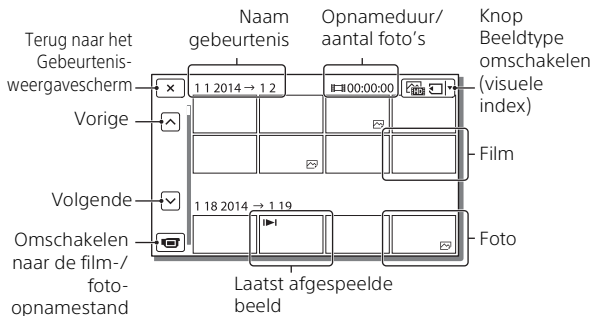 Naam
gebeurtenis
Opnameduur/
aantal foto's
Knop
Beeldtype
omschakelen
(visuele
index)
Terug naar het
Gebeurtenis-
weergavescherm
1 1 2014 → 1 2
00:00:00
Vorige
Film
Volgende
1 18 2014 → 1 19
Omschakelen
naar de film-/
foto-
opnamestand
Foto
Laatst afgespeelde
beeld